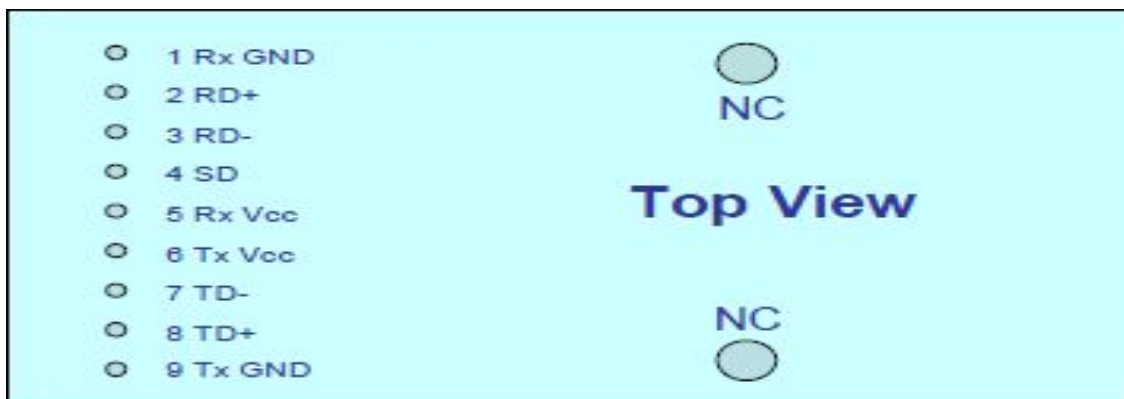 1 Rx GND
2 RD+
3 RD-
4 SD
5 Rx Vcc
6 Tx Vcc
7 TD-
8 TD+
9 Tx GND
NC
Top View
NC